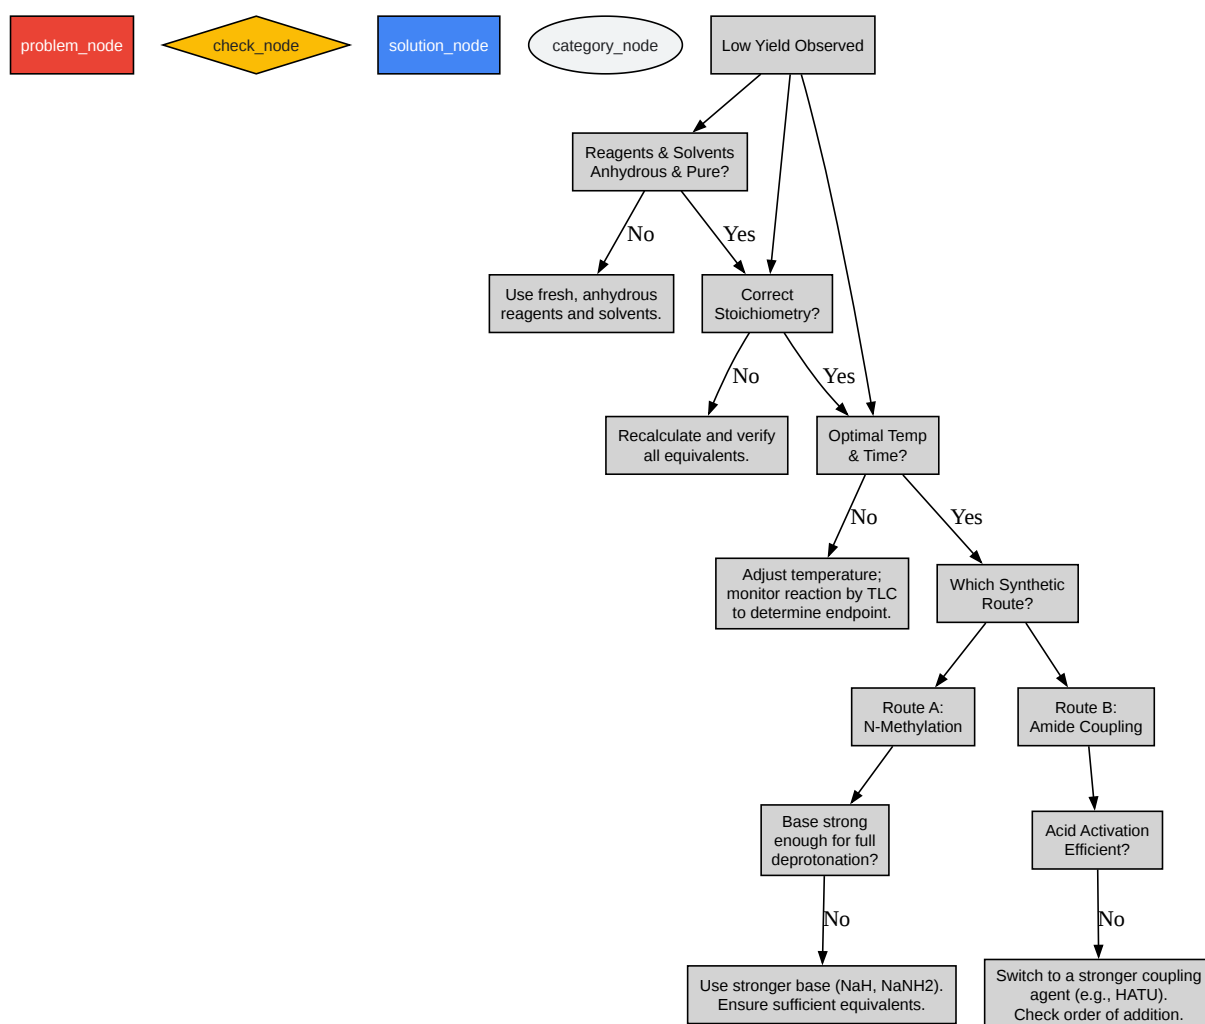 problem_node
check_node
solution_node
category_node
Low Yield Observed
Reagents & Solvents
Anhydrous & Pure?
No
Yes
Use fresh, anhydrous
reagents and solvents.
Correct
Stoichiometry?
No
Yes
Recalculate and verify
all equivalents.
Optimal Temp
& Time?
No
Yes
Adjust temperature;
monitor reaction by TLC
to determine endpoint.
Which Synthetic
Route?
Route A:
N-Methylation
Route B:
Amide Coupling
Base strong
enough for full
deprotonation?
Acid Activation
Efficient?
No
No
Use stronger base (NaH, NaNH2).
Ensure sufficient equivalents.
Switch to a stronger coupling
agent (e.g., HATU).
Check order of addition.